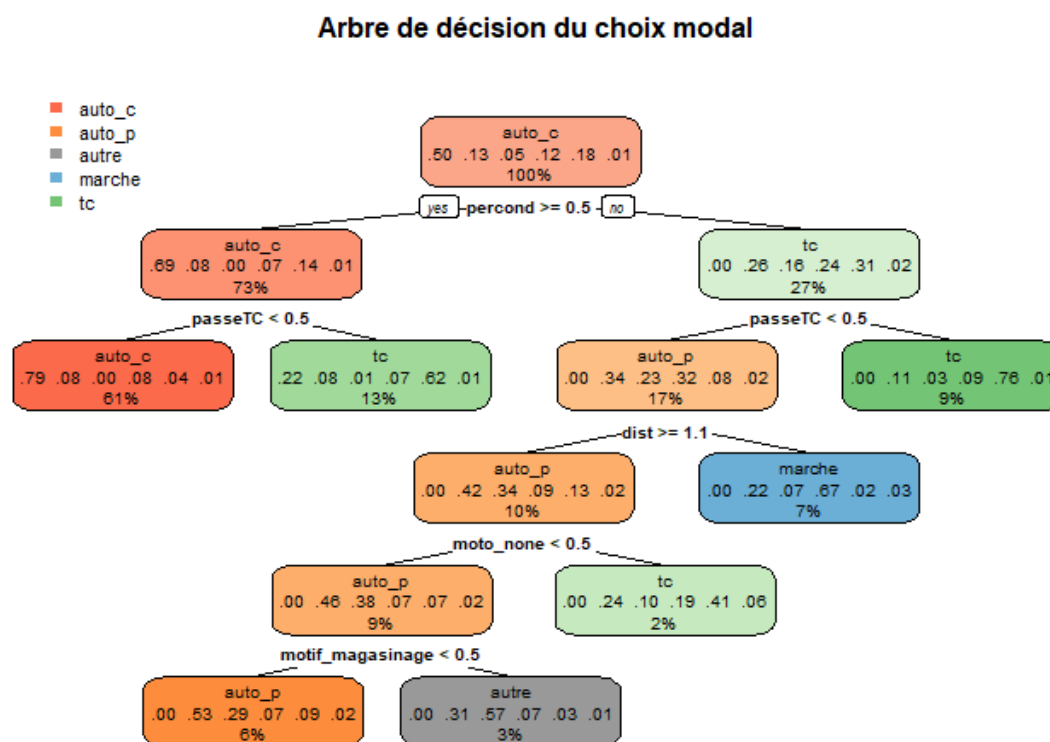 Arbre de décision du choix modal
auto_c
auto_p
autre
marche
tc
auto_c
.50 .13 .05 .12 .18 .01
100%
yes percond >= 0.5 no
auto_c
.69 .08 .00 .07 .14 .01
73%
tc
.00 .26 .16 .24 .31 .02
27%
passeTC < 0.5
passeTC < 0.5
auto_c
.79 .08 .00 .08 .04 .01
61%
tc
.22 .08 .01 .07 .62 .01
13%
auto_p
.00 .34 .23 .32 .08 .02
17%
tc
.00 .11 .03 .09 .76 .01
9%
dist >= 1.1
auto_p
.00 .42 .34 .09 .13 .02
10%
marche
.00 .22 .07 .67 .02 .03
7%
moto_none < 0.5
auto_p
.00 .46 .38 .07 .07 .02
9%
tc
.00 .24 .10 .19 .41 .06
2%
motif_magasinage < 0.5
auto_p
.00 .53 .29 .07 .09 .02
6%
autre
.00 .31 .57 .07 .03 .01
3%